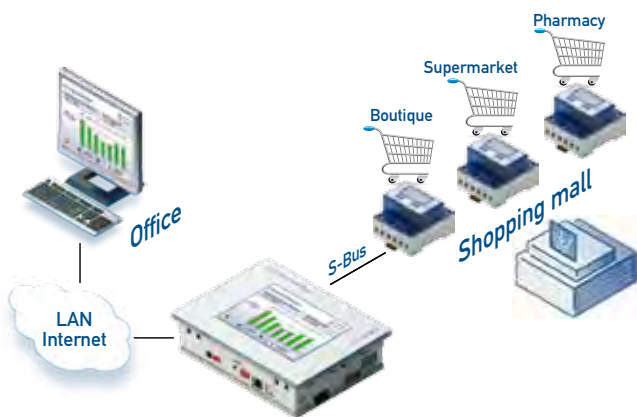 Pharmacy
Supermarket
Boutique
Office
Shopping mall
S-Bus
LAN
Internet